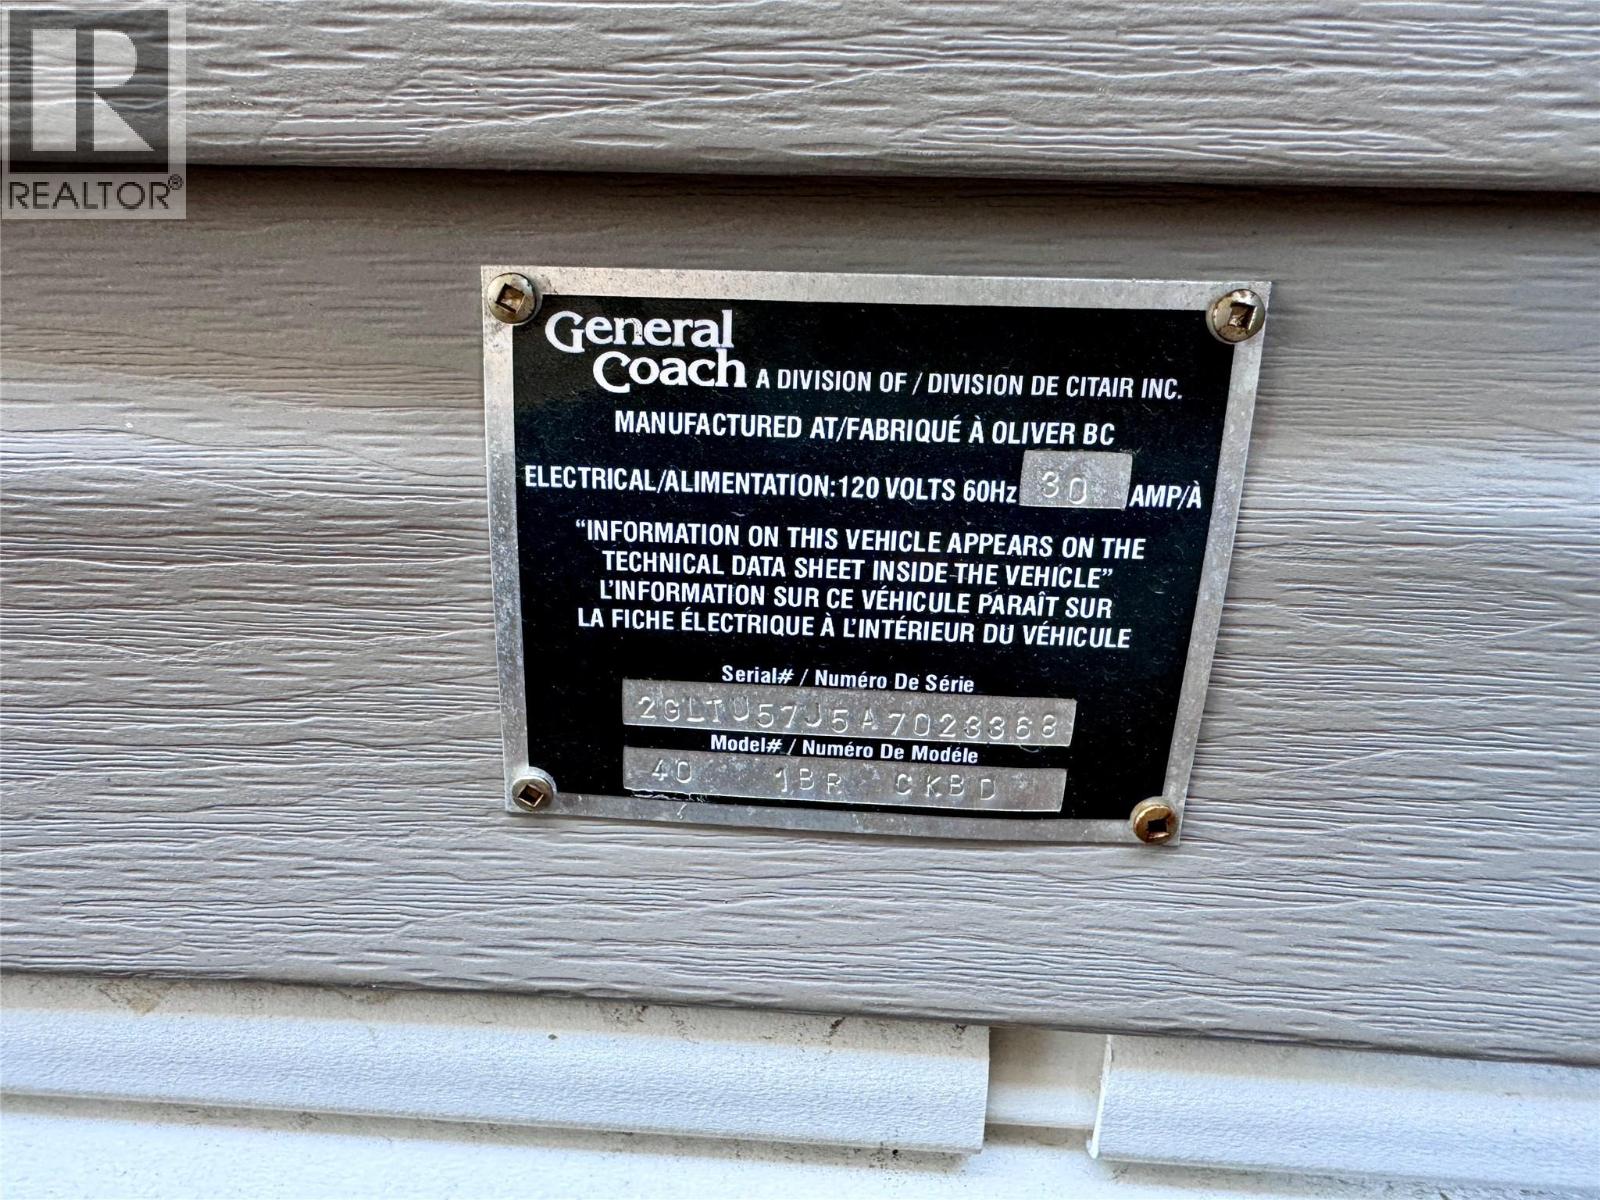 REALTOR®
General
Coach A DIVISION OF / DIVISION DE CITAIR INC.
MANUFACTURED AT/FABRIQUÉ À OLIVER BC
ELECTRICAL/ALIMENTATION:120 VOLTS 60Hz 30 AMP/À
“INFORMATION ON THIS VEHICLE APPEARS ON THE
TECHNICAL DATA SHEET INSIDE THE VEHICLE”
L’INFORMATION SUR CE VÉHICULE PARAÎT SUR
LA FICHE ÉLECTRIQUE À L’INTÉRIEUR DU VÉHICULE
Serial# / Numéro De Série
2GLTU57J5A7023368
Model# / Numéro De Modéle
40 1BR CKBD